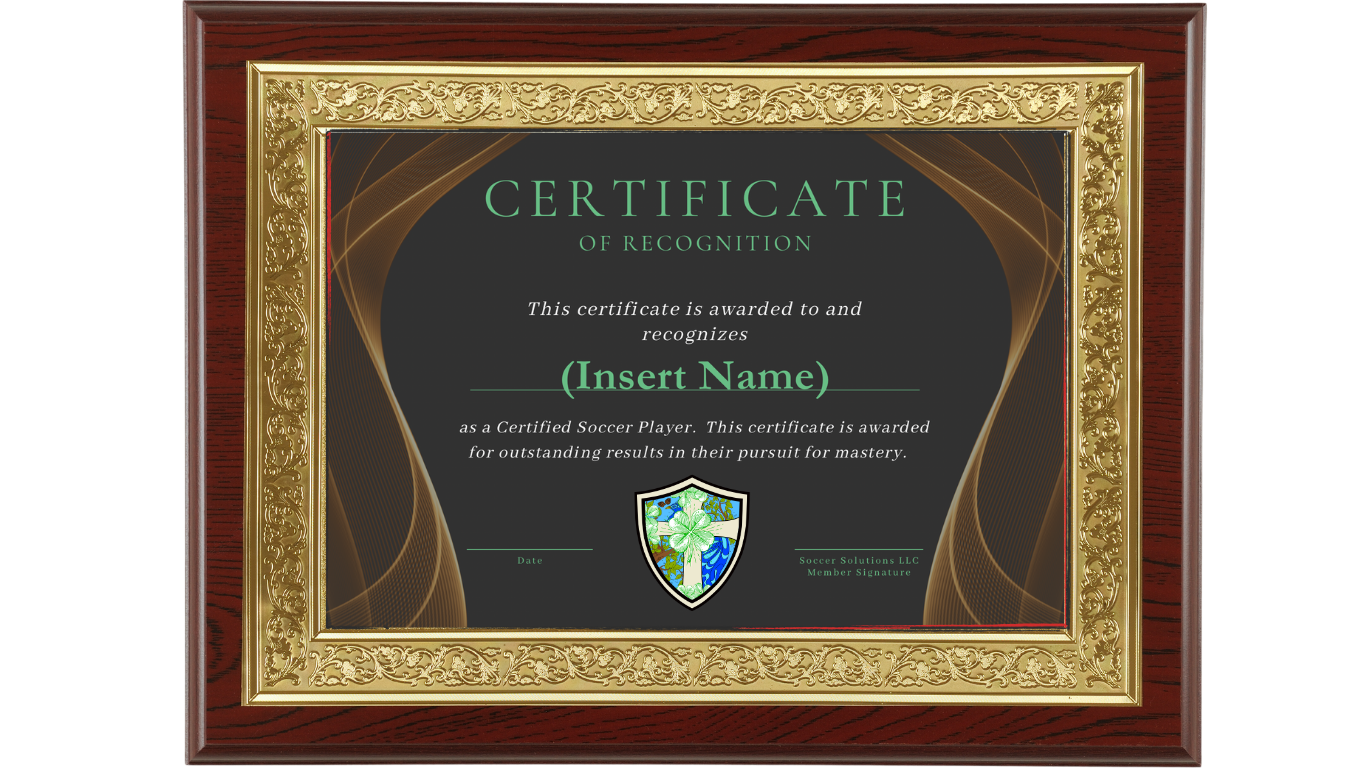 CERTIFICATE
OF RECOGNITION
This certificate is awarded to and
recognizes
(Insert Name)
as a Certified Soccer Player. This certificate is awarded
for outstanding results in their pursuit for mastery.
Date
Soccer Solutions LLC
Member Signature